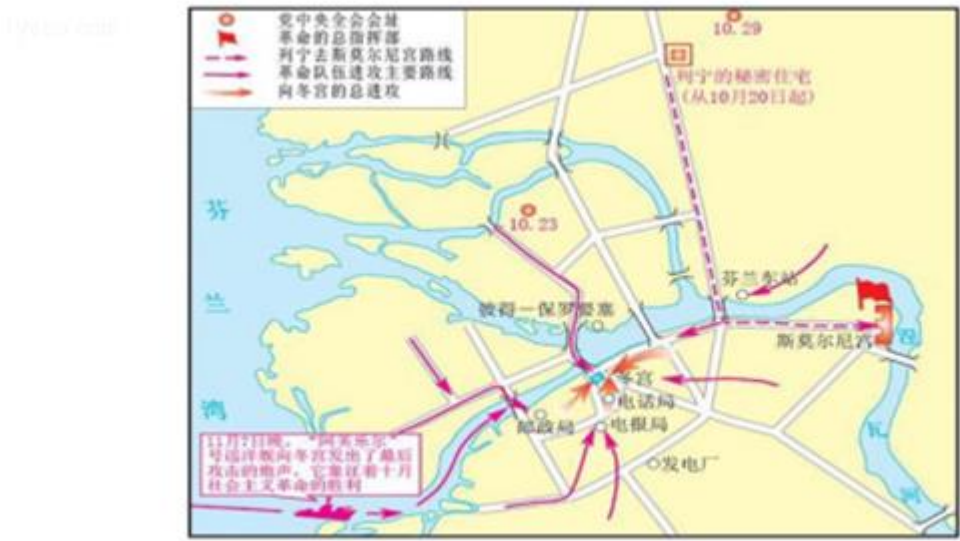 党中央全会会址
革命的总指挥部
列宁去斯莫尔尼宫路线
革命队伍进攻主要路线
向冬宫的总进攻
10.29
列宁的秘密住宅
(从10月20日起)
芬
兰
湾
10.23
芬兰车站
彼得一保罗要塞
斯莫尔尼宫
涅
瓦
河
冬宫
电话局
邮政局
电报局
发电厂
11月7日晚,“阿芙乐尔”
号巡洋舰向冬宫发出了最后
攻击的炮声,它象征着十月
社会主义革命的胜利